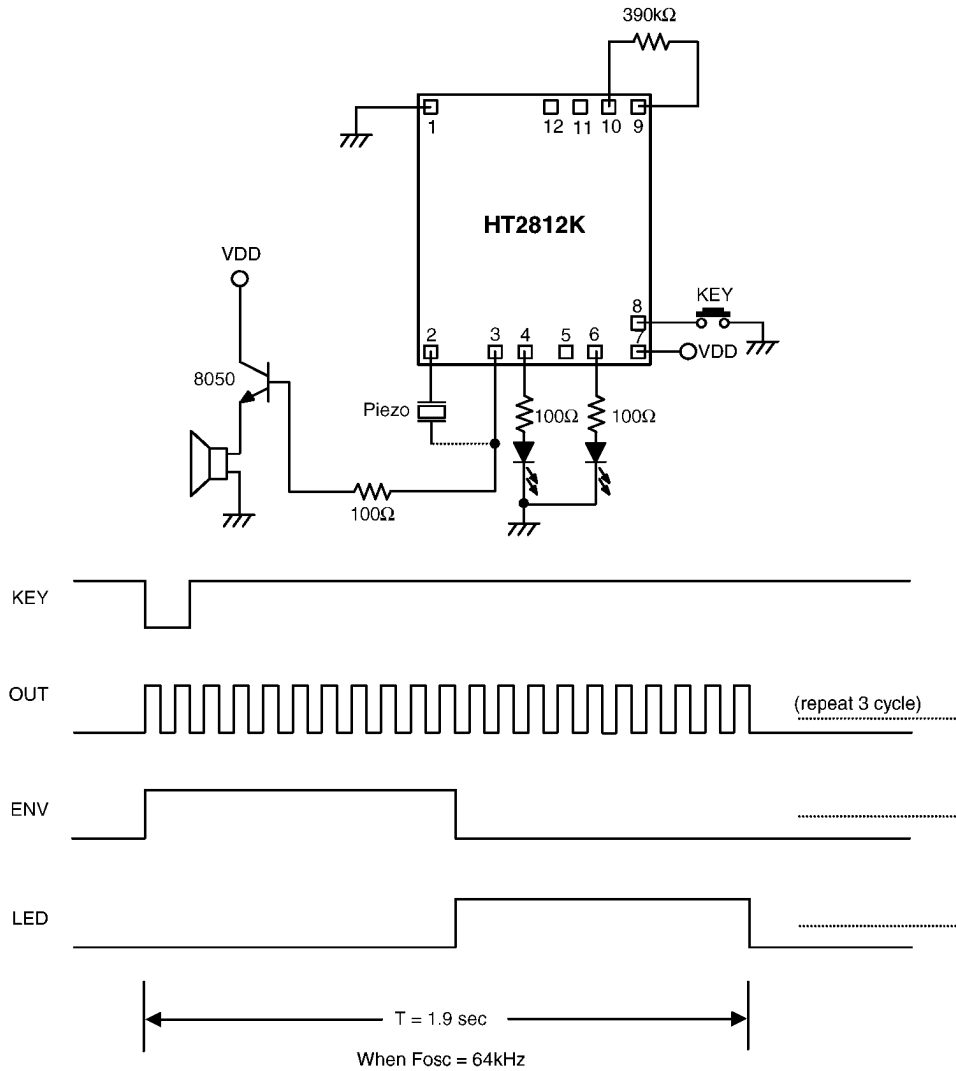 390kΩ
1
12
11
10
9
HT2812K
VDD
8
KEY
2
3
4
5
6
7
VDD
8050
Piezo
100Ω
100Ω
100Ω
KEY
OUT
(repeat 3 cycle)
ENV
LED
T = 1.9 sec
When Fosc = 64kHz